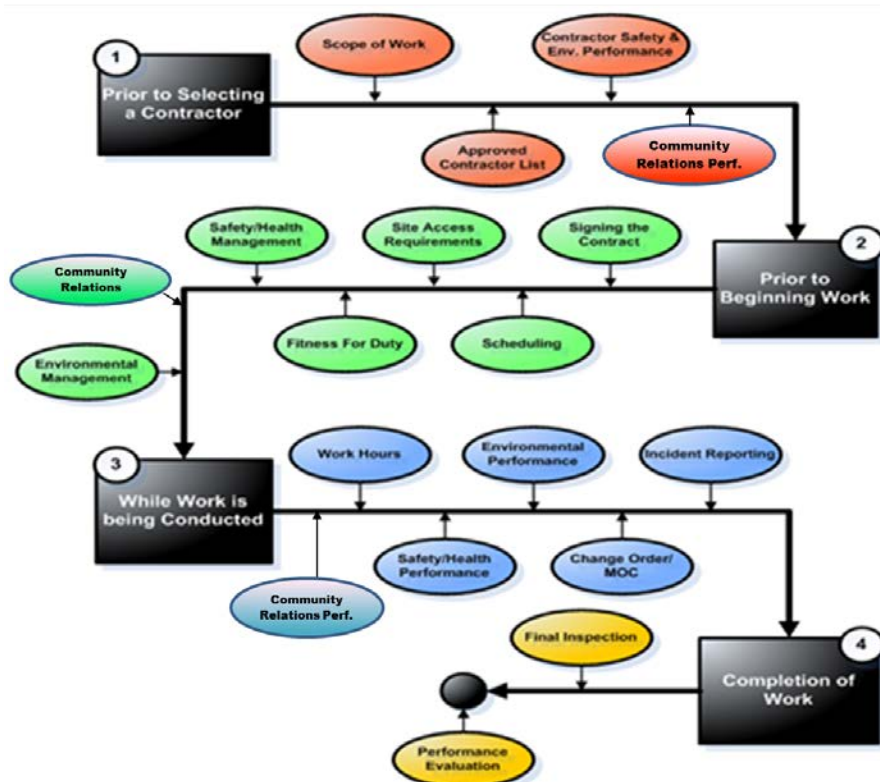 1
Prior to Selecting
a Contractor
Scope of Work
Contractor Safety &
Env. Performance
Approved
Contractor List
Community
Relations Perf.
2
Prior to
Beginning Work
Safety/Health
Management
Site Access
Requirements
Signing the
Contract
Community
Relations
Fitness For Duty
Scheduling
Environmental
Management
3
While Work is
being Conducted
Work Hours
Environmental
Performance
Incident Reporting
Safety/Health
Performance
Change Order/
MOC
Community
Relations Perf.
4
Completion of
Work
Final Inspection
Performance
Evaluation